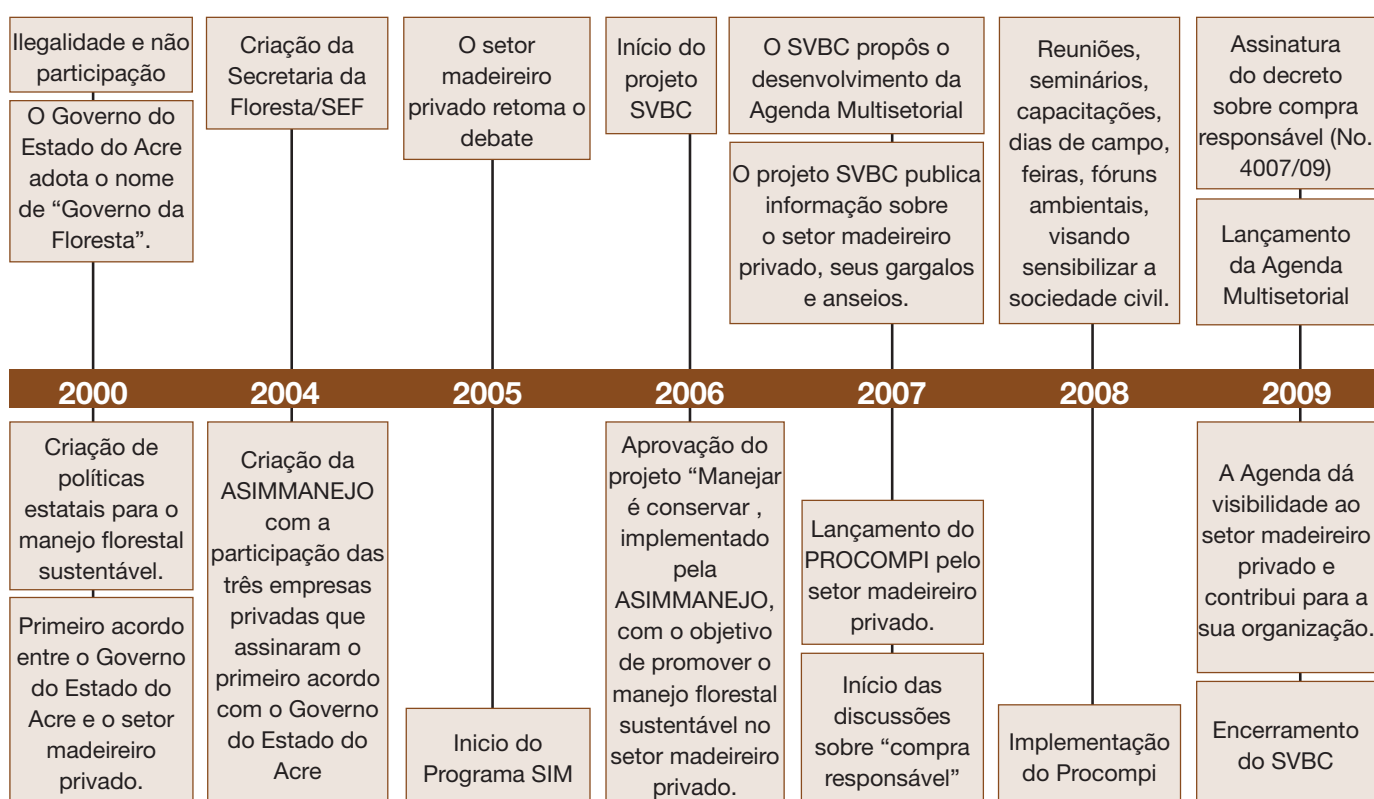 Ilegalidade e não
participação
O Governo do
Estado do Acre
adota o nome
de “Governo da
Floresta”.
Criação da
Secretaria da
Floresta/SEF
O setor
madeireiro
privado retoma o
debate
Início do
projeto
SVBC
O SVBC propôs o
desenvolvimento da
Agenda Multisetorial
O projeto SVBC publica
informação sobre
o setor madeireiro
privado, seus gargalos
e anseios.
Reuniões,
seminários,
capacitações,
dias de campo,
feiras, fóruns
ambientais,
visando
sensibilizar a
sociedade civil.
Assinatura
do decreto
sobre compra
responsável (No.
4007/09)
Lançamento
da Agenda
Multisetorial
2000 2004 2005 2006 2007 2008 2009
Criação de
políticas
estatais para o
manejo florestal
sustentável.
Primeiro acordo
entre o Governo
do Estado do
Acre e o setor
madeireiro
privado.
Criação da
ASIMMANEJO
com a
participação das
três empresas
privadas que
assinaram o
primeiro acordo
com o Governo
do Estado do
Acre
Inicio do
Programa SIM
Aprovação do
projeto “Manejar
é conservar ,
implementado
pela
ASIMMANEJO,
com o objetivo
de promover o
manejo florestal
sustentável no
setor madeireiro
privado.
Lançamento do
PROCOMPI pelo
setor madeireiro
privado.
Início das
discussões
sobre “compra
responsável”
Implementação
do Procompi
A Agenda dá
visibilidade ao
setor madeireiro
privado e
contribui para a
sua organização.
Encerramento
do SVBC